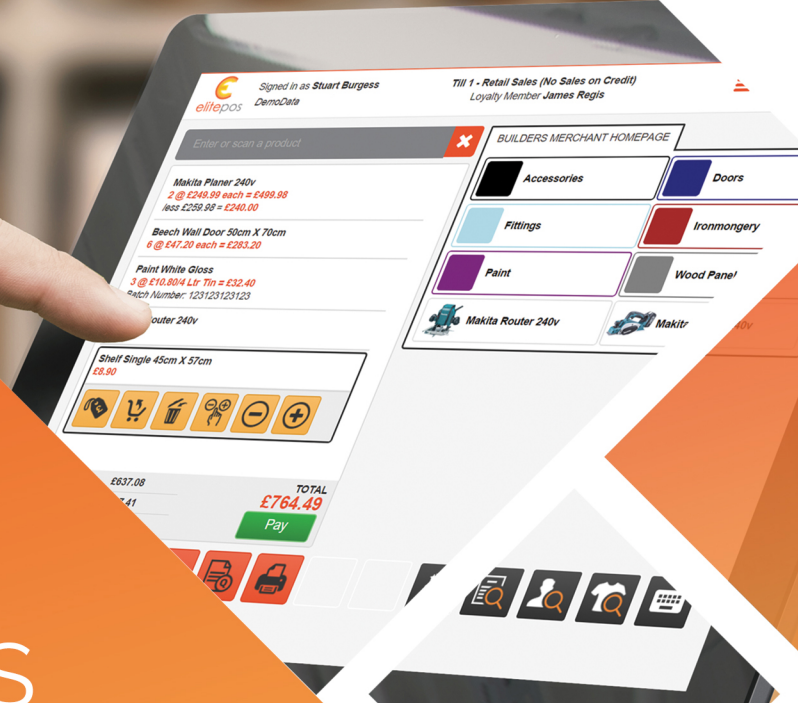 elitepos
Signed in as Stuart Burgess
DemoData
Till 1 - Retail Sales (No Sales on Credit)
Loyalty Member James Regis
Enter or scan a product
BUILDERS MERCHANT HOMEPAGE
Accessories
Doors
Fittings
Ironmongery
Paint
Wood Panel
Makita Router 240v
Makita
40v
Makita Planer 240v
2 @ £249.99 each = £499.98
less £259.98 = £240.00
Beech Wall Door 50cm X 70cm
6 @ £47.20 each = £283.20
Paint White Gloss
3 @ £10.80/4 Ltr Tin = £32.40
Batch Number: 123123123123
outer 240v
Shelf Single 45cm X 57cm
£8.90
£637.08
7.41
TOTAL
£764.49
Pay
s